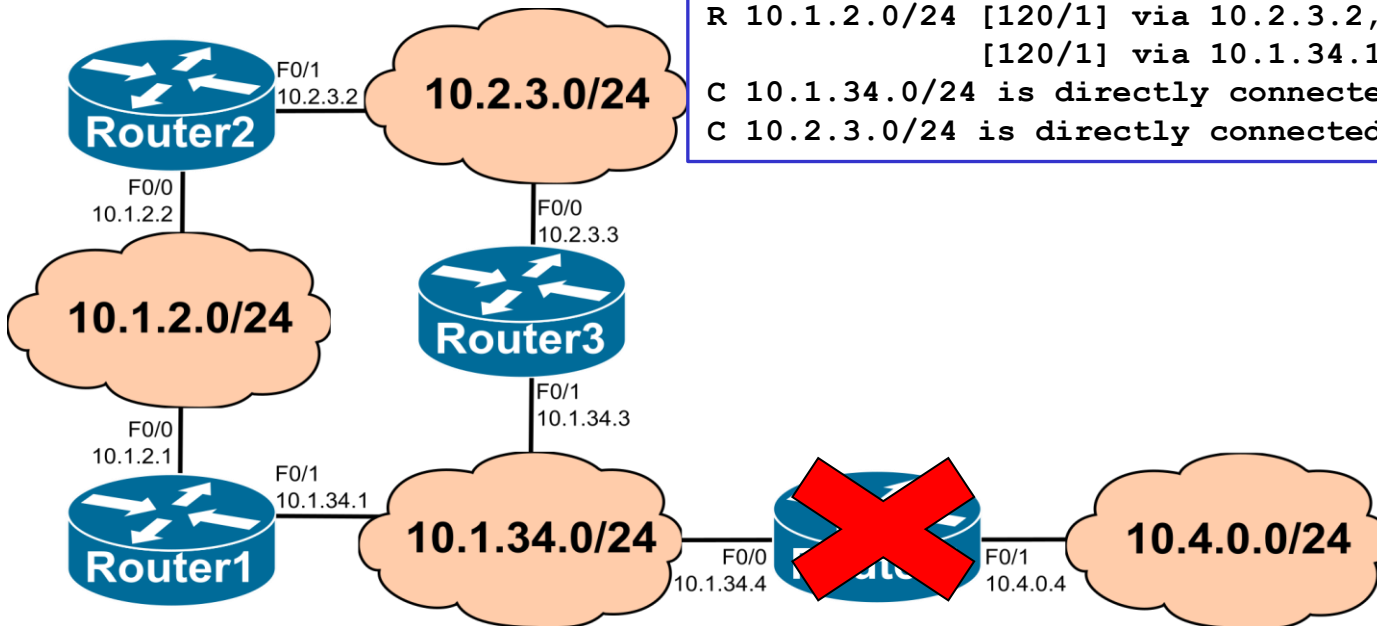 R 10.1.2.0/24 [120/1] via 10.2.3.2,
[120/1] via 10.1.34.1
C 10.1.34.0/24 is directly
C 10.2.3.0/24 is directly connected
F0/1
10.2.3.2
10.2.3.0/24
Router2
F0/0
10.1.2.2
F0/0
10.2.3.3
10.1.2.0/24
Router3
F0/1
10.1.34.3
F0/0
10.1.2.1
F0/1
10.1.34.1
Router1
10.1.34.0/24
F0/0
10.1.34.4
F0/1
10.4.0.4
10.4.0.0/24